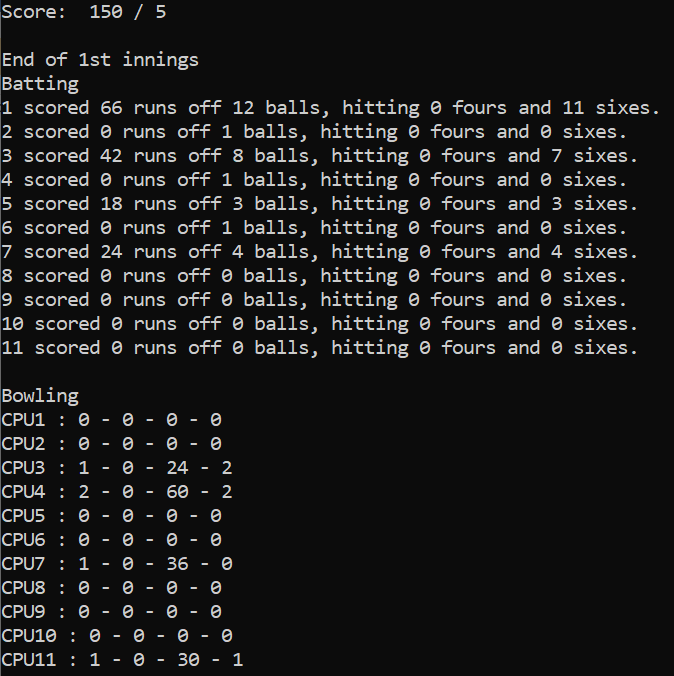 Score:  150 / 5
End of 1st innings
Batting
1 scored 66 runs off 12 balls, hitting 0 fours and 11 sixes.
2 scored 0 runs off 1 balls, hitting 0 fours and 0 sixes.
3 scored 42 runs off 8 balls, hitting 0 fours and 7 sixes.
4 scored 0 runs off 1 balls, hitting 0 fours and 0 sixes.
5 scored 18 runs off 3 balls, hitting 0 fours and 3 sixes.
6 scored 0 runs off 1 balls, hitting 0 fours and 0 sixes.
7 scored 24 runs off 4 balls, hitting 0 fours and 4 sixes.
8 scored 0 runs off 0 balls, hitting 0 fours and 0 sixes.
9 scored 0 runs off 0 balls, hitting 0 fours and 0 sixes.
10 scored 0 runs off 0 balls, hitting 0 fours and 0 sixes.
11 scored 0 runs off 0 balls, hitting 0 fours and 0 sixes.
Bowling
CPU1 : 0 - 0 - 0 - 0
CPU2 : 0 - 0 - 0 - 0
CPU3 : 1 - 0 - 24 - 2
CPU4 : 2 - 0 - 60 - 2
CPU5 : 0 - 0 - 0 - 0
CPU6 : 0 - 0 - 0 - 0
CPU7 : 1 - 0 - 36 - 0
CPU8 : 0 - 0 - 0 - 0
CPU9 : 0 - 0 - 0 - 0
CPU10 : 0 - 0 - 0 - 0
CPU11 : 1 - 0 - 30 - 1